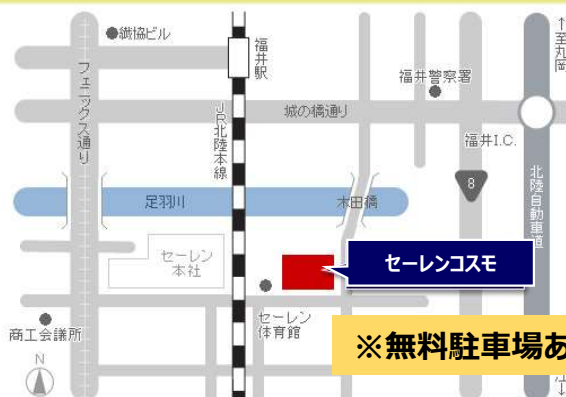 繊協ビル
福井駅
↑至丸岡
フェニックス通り
福井警察署
JR北陸本線
城の橋通り
福井I.C.
8
北陸自動車道
足羽川
木田橋
セーレン
本社
セーレンコスモ
セーレン
体育館
商工会議所
※無料駐車場あ
N